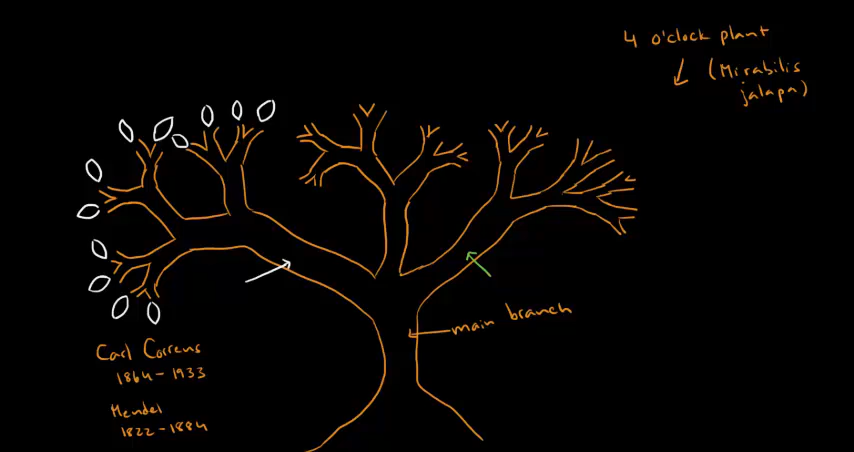 4 o'clock plant
(Mirabilis
jalapa)
main branch
Carl Correns
1864-1933
Mendel
1822-1884